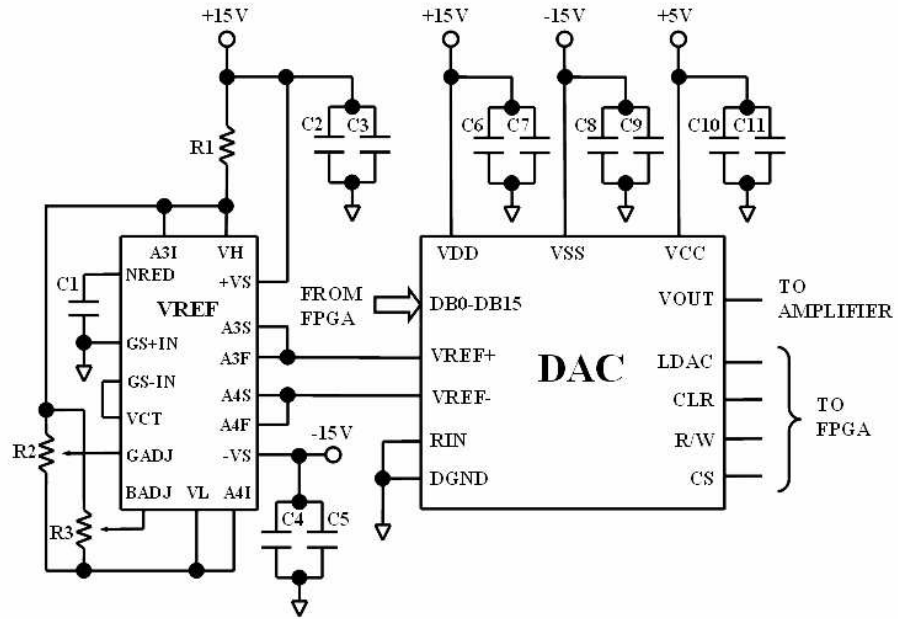 +15V
+15V
-15V
+5V
R1
C2 C3
C6 C7
C8 C9
C10 C11
A3I VH
NRED
+VS
C1
VREF
A3S
GS+IN
A3F
GS-IN
A4S
VCT
A4F
R2
GADJ
-VS
-15V
BADJ VL A4I
R3
C4 C5
VDD VSS VCC
FROM
FPGA
DB0-DB15
VOUT
TO
AMPLIFIER
DAC
VREF+
LDAC
VREF-
CLR
TO
FPGA
RIN
R/W
DGND
CS